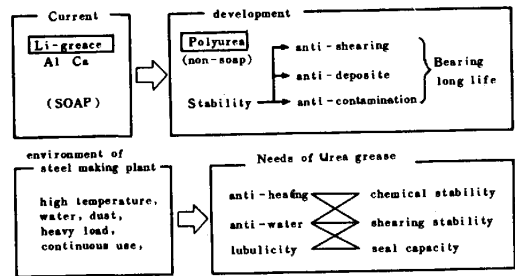 Current
Li-greace
Al Ca
(SOAP)
development
Polyurea
(non-soap)
Stability
anti-shearing
anti-deposite
anti-contamination
Bearing
long life
environment of
steel making plant
high temperature,
water, dust,
heavy load,
continuous use,
Needs of Urea grease
anti-heating
chemical stability
anti-water
shearing stability
lubulicity
seal capacity